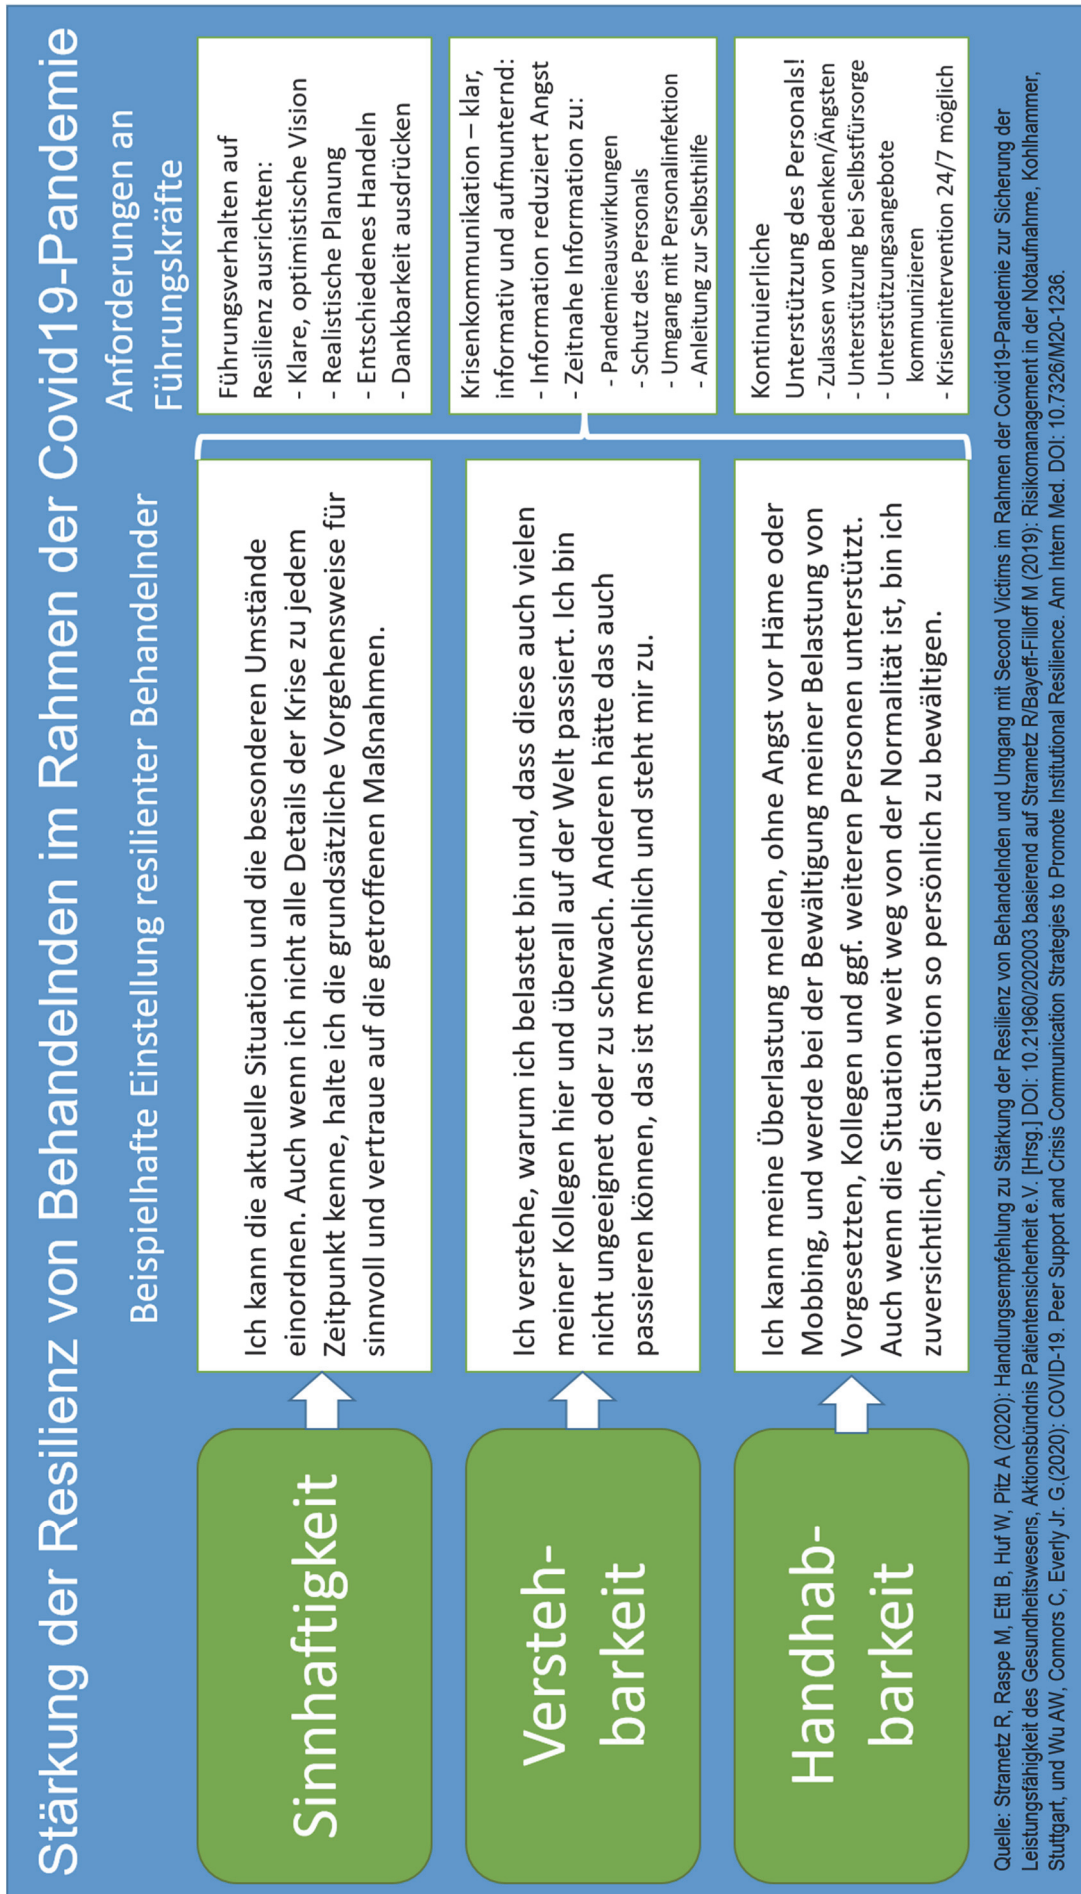 Stärkung der Resilienz von Behandelnden im Rahmen der Covid19-Pandemie
Beispielhafte Einstellung resilienter Behandelnder
Anforderungen an
Führungskräfte
Sinnhaftigkeit
Ich kann die aktuelle Situation und die besonderen Umstände
einordnen. Auch wenn ich nicht alle Details der Krise zu jedem
Zeitpunkt kenne, halte ich die grundsätzliche Vorgehensweise für
sinnvoll und vertraue auf die getroffenen Maßnahmen.
Führungsverhalten auf
Resilienz ausrichten:
- Klare, optimistische Vision
- Realistische Planung
- Entschiedenes Handeln
- Dankbarkeit ausdrücken
Versteh-
barkeit
Ich verstehe, warum ich belastet bin und, dass diese auch vielen
meiner Kollegen hier und überall auf der Welt passiert. Ich bin
nicht ungeeignet oder zu schwach. Anderen hätte das auch
passieren können, das ist menschlich und steht mir zu.
Krisenkommunikation – klar,
informativ und aufmunternd:
- Information reduziert Angst
- Zeitnahe Information zu:
- Pandemieauswirkungen
- Schutz des Personals
- Umgang mit Personalinfektion
- Anleitung zur Selbsthilfe
Handhab-
barkeit
Ich kann meine Überlastung melden, ohne Angst vor Häme oder
Mobbing, und werde bei der Bewältigung meiner Belastung von
Vorgesetzten, Kollegen und ggf. weiteren Personen unterstützt.
Auch wenn die Situation weit weg von der Normalität ist, bin ich
zuversichtlich, die Situation so persönlich zu bewältigen.
Kontinuierliche
Unterstützung des Personals!
- Zulassen von Bedenken/Ängsten
- Unterstützung bei Selbstfürsorge
- Unterstützungsangebote
kommunizieren
- Krisenintervention 24/7 möglich
Quelle: Strametz R, Raspe M, Ettl B, Huf W, Pitz A (2020): Handlungsempfehlung zu Stärkung der Resilienz von Behandelnden und Umgang mit Second Victims im Rahmen der Covid19-Pandemie zur Sicherung der
Leistungsfähigkeit des Gesundheitswesens, Aktionsbündnis Patientensicherheit e.V. [Hrsg.] DOI: 10.21960/202003 basierend auf Strametz R/Bayeff-Filloff M (2019): Risikomanagement in der Notaufnahme, Kohlhammer,
Stuttgart, und Wu AW, Connors C, Everly Jr. G.(2020): COVID-19. Peer Support and Crisis Communication Strategies to Promote Institutional Resilience. Ann Intern Med. DOI: 10.7326/M20-1236.